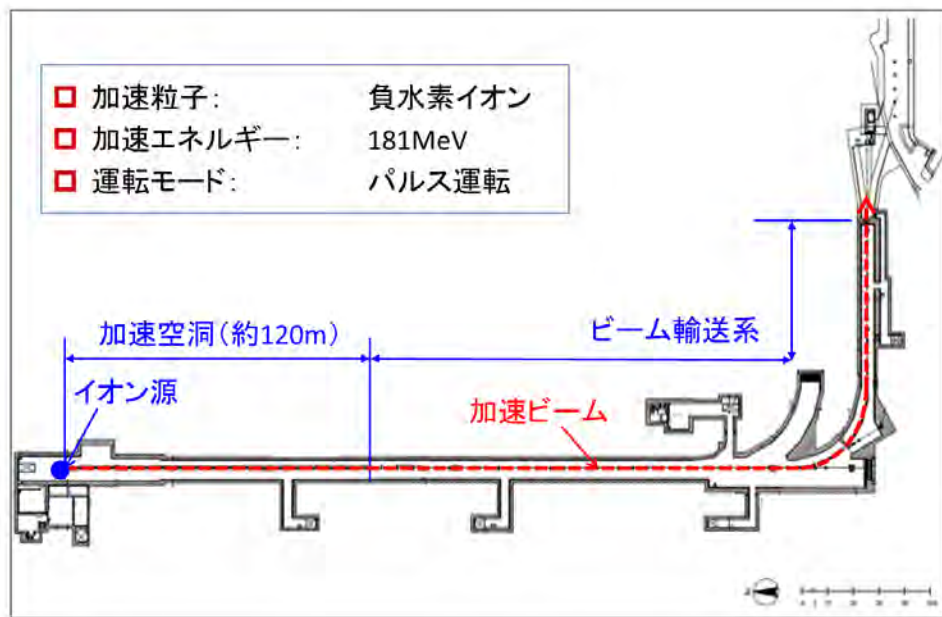 加速粒子: 負水素イオン
加速エネルギー: 181MeV
運転モード: パルス運転
加速空洞(約120m)
ビーム輸送系
イオン源
加速ビーム